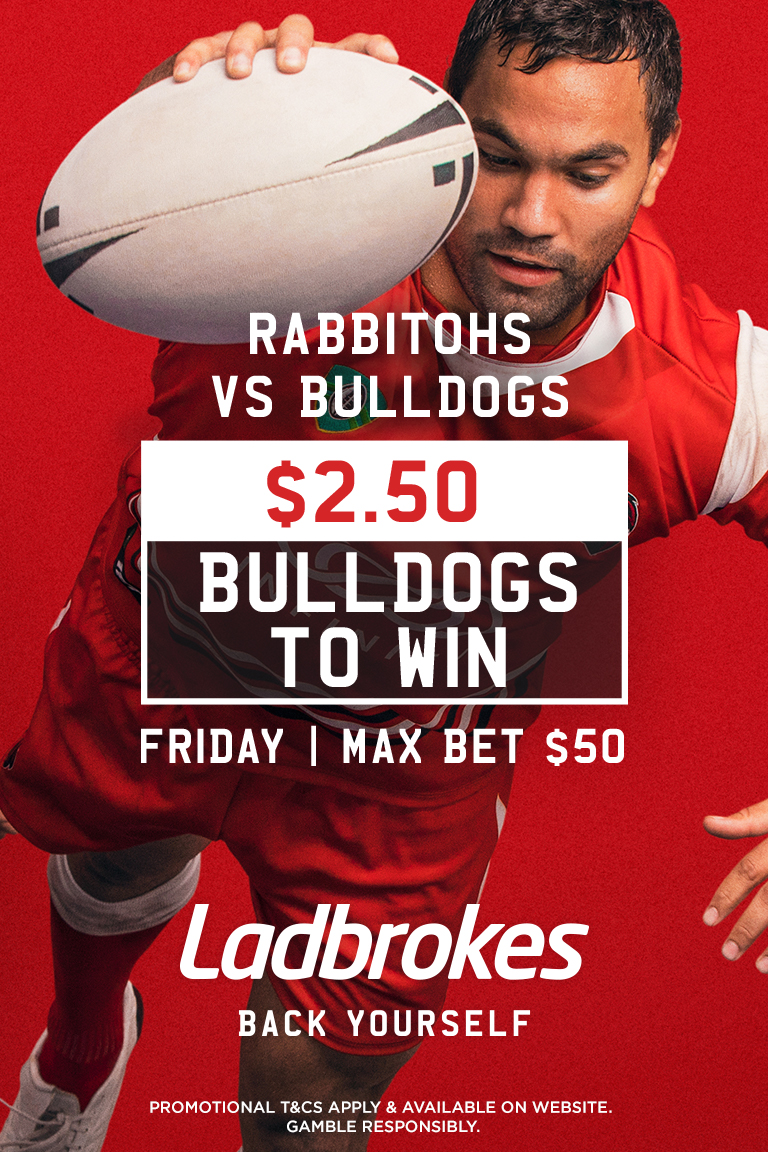 RABBITOHS
VS BULLDOGS
$2.50
BULLDOGS
TO WIN
FRIDAY | MAX BET $50
Ladbrokes
BACK YOURSELF
PROMOTIONAL T&CS APPLY & AVAILABLE ON WEBSITE.
GAMBLE RESPONSIBLY.